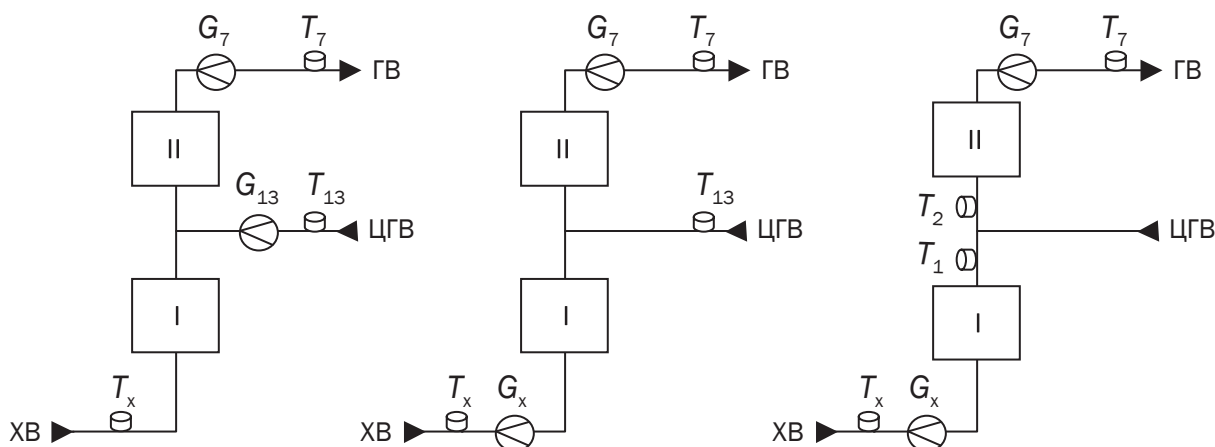 G₇ T₇ ГВ
II
G₁₃ T₁₃ ЦГВ
I
Tₓ
ХВ
G₇ T₇ ГВ
II
T₁₃ ЦГВ
I
Tₓ Gₓ
ХВ
G₇ T₇ ГВ
II
T₂
ЦГВ
T₁
I
Tₓ Gₓ
ХВ